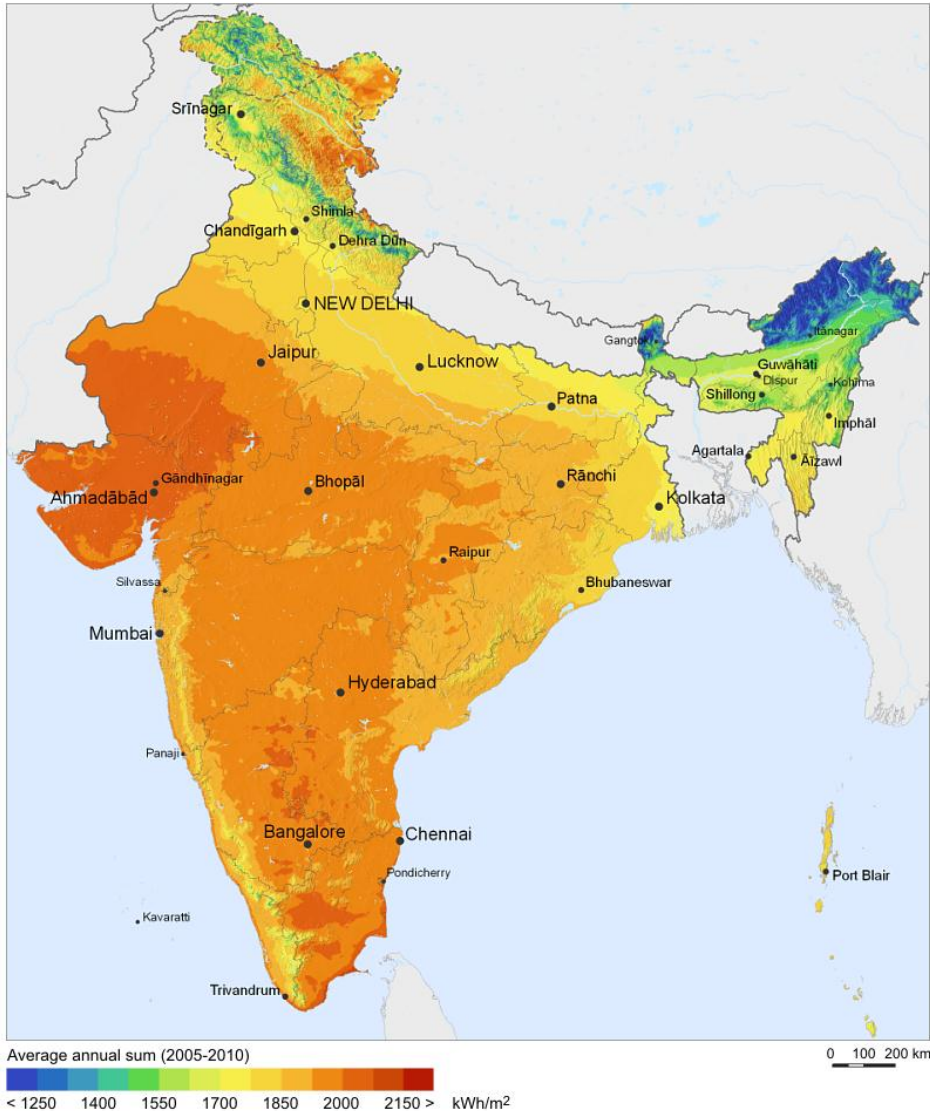 Srīnagar
Shimla
Chandīgarh
Dehra Dūn
NEW DELHI
Jaipur
Lucknow
Gangtok
Itānagar
Guwāhāti
Dispur
Shillong
Kohīma
Patna
Imphāl
Agartala
Āīzawl
Gāndhīnagar
Ahmadābād
Bhopāl
Rānchi
Kolkata
Raipur
Silvassa
Bhubaneswar
Mumbai
Hyderabad
Panaji
Bangalore
Chennai
Pondicherry
Port Blair
Kavaratti
Trivandrum
Average annual sum (2005-2010)
0 100 200 km
< 1250 1400 1550 1700 1850 2000 2150 > kWh/m²